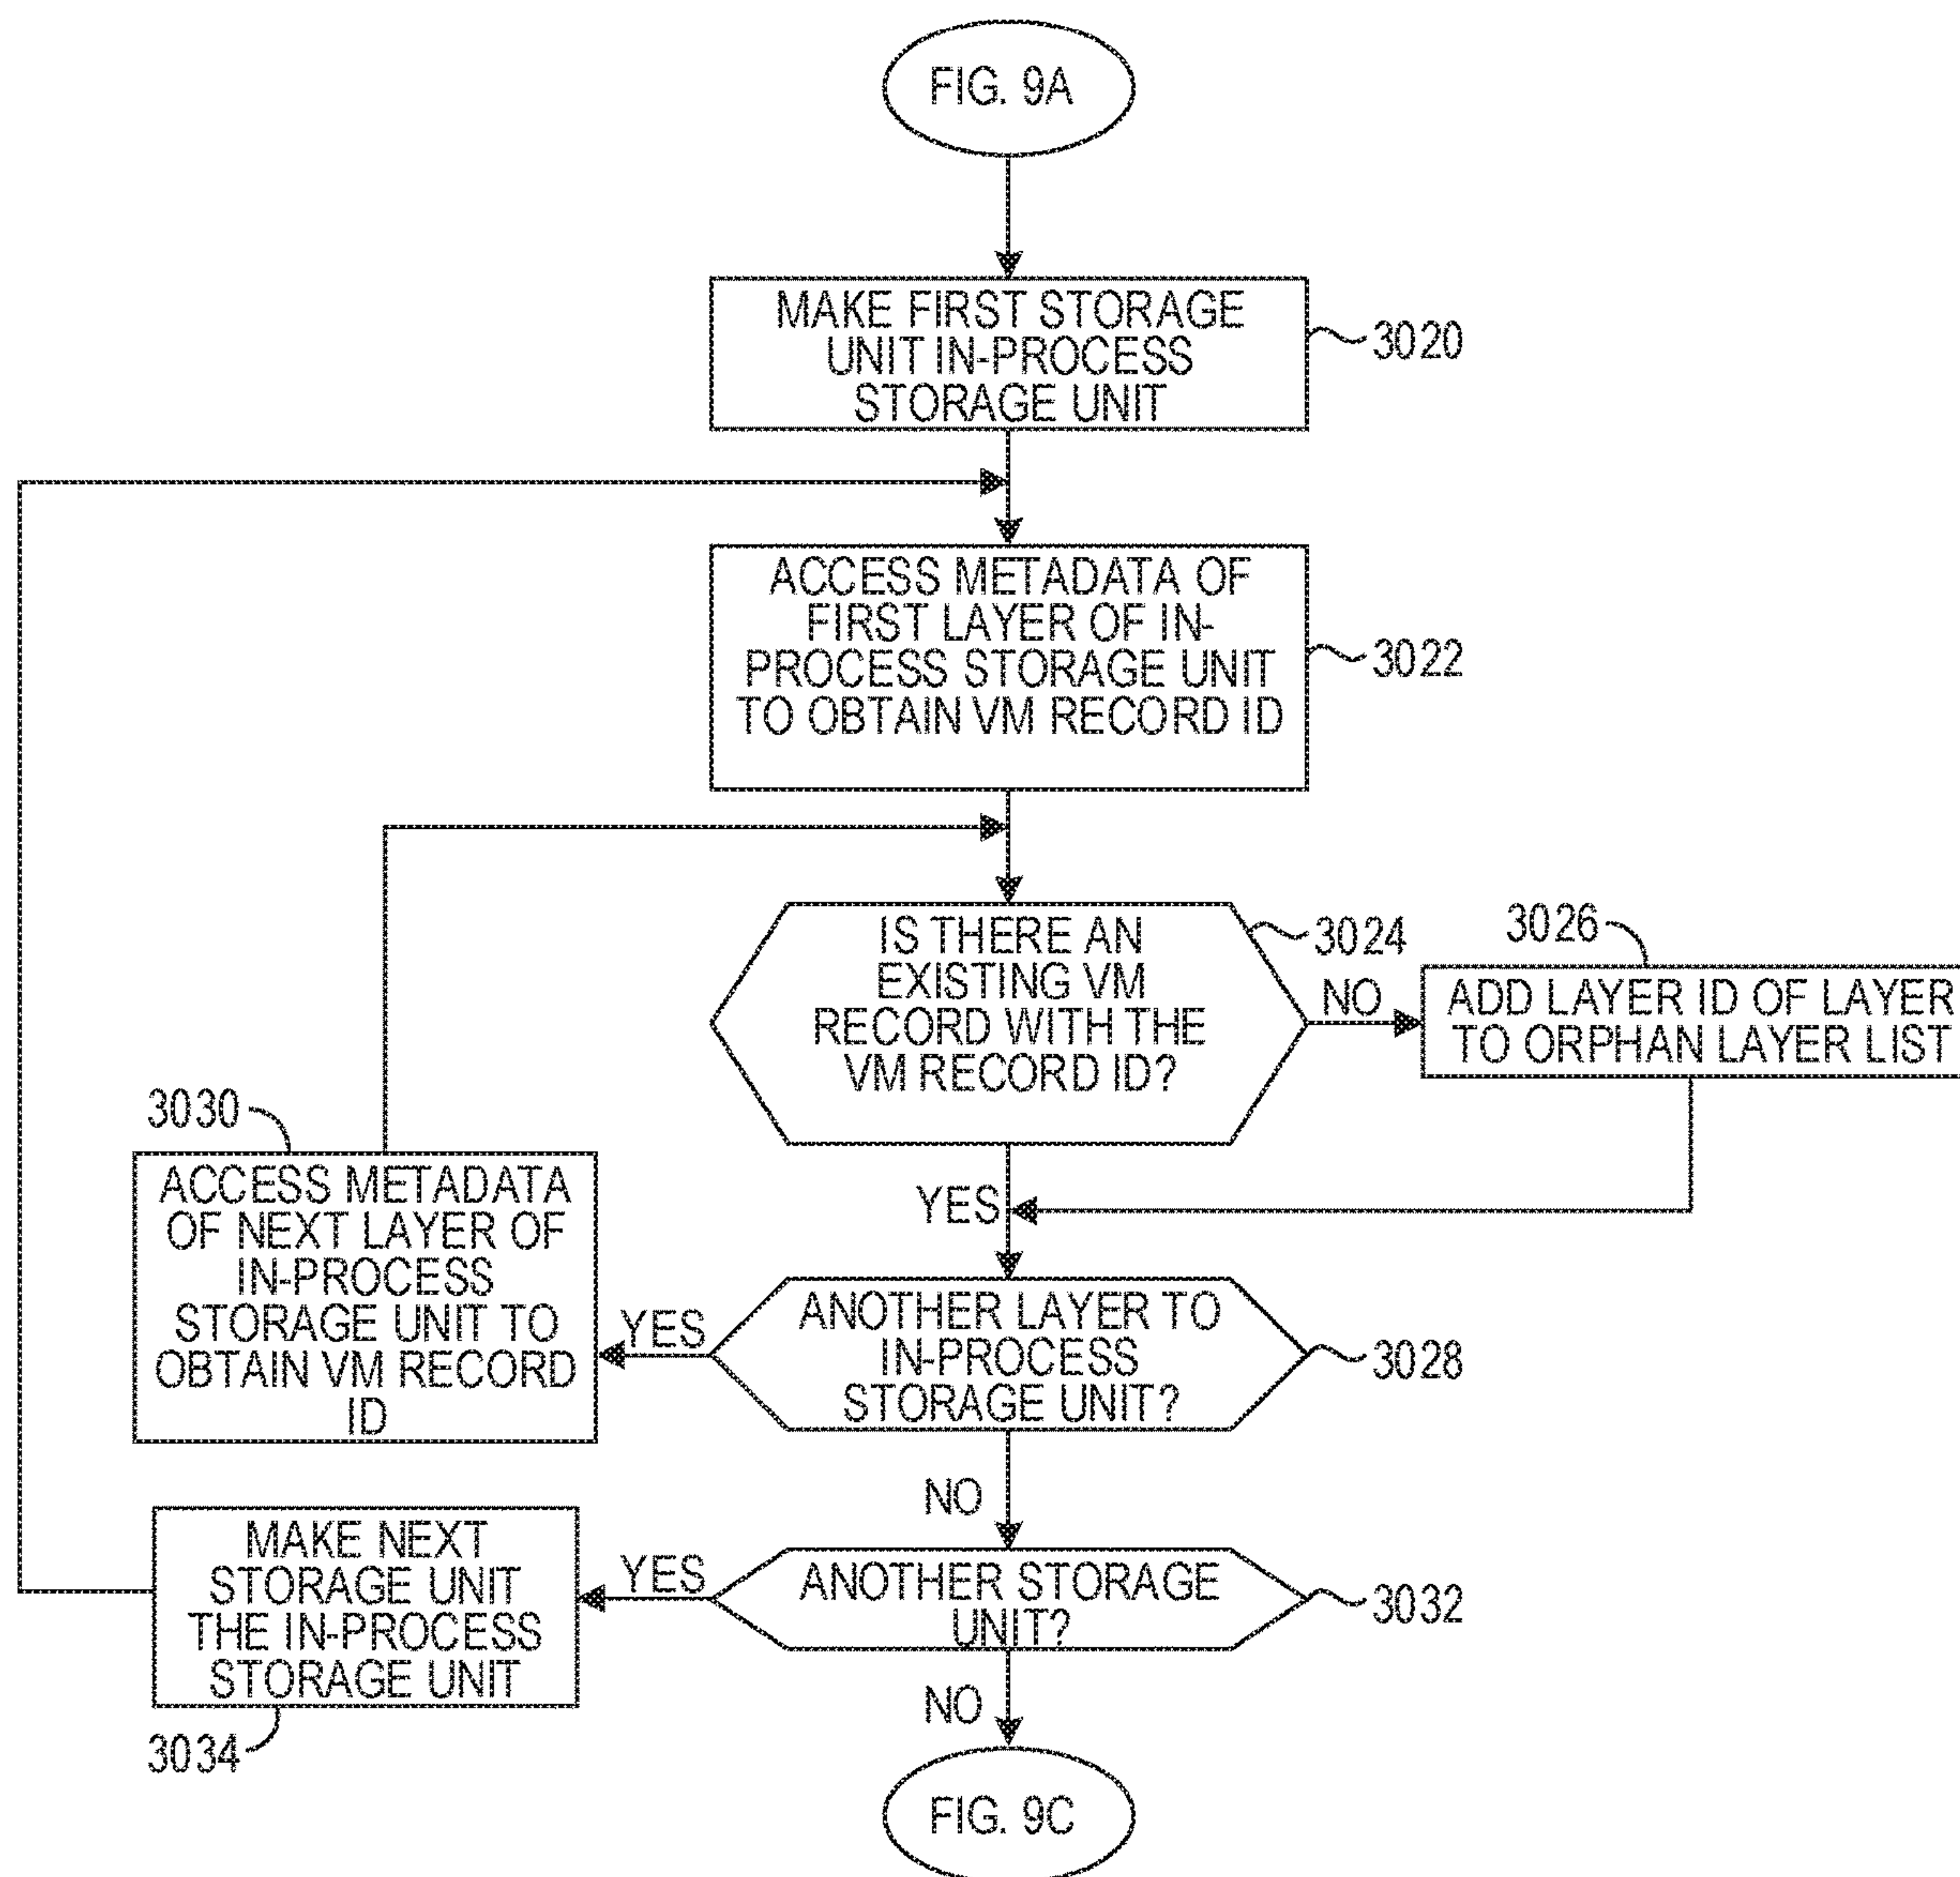 FIG. 9A
MAKE FIRST STORAGE
UNIT IN-PROCESS
STORAGE UNIT
3020
ACCESS METADATA OF
FIRST LAYER OF IN-
PROCESS STORAGE UNIT
TO OBTAIN VM RECORD ID
3022
IS THERE AN
EXISTING VM
RECORD WITH THE
VM RECORD ID?
3024
NO
3026
ADD LAYER ID OF LAYER
TO ORPHAN LAYER LIST
YES
3030
ACCESS METADATA
OF NEXT LAYER OF
IN-PROCESS
STORAGE UNIT TO
OBTAIN VM RECORD
ID
YES
ANOTHER LAYER TO
IN-PROCESS
STORAGE UNIT?
3028
NO
MAKE NEXT
STORAGE UNIT
THE IN-PROCESS
STORAGE UNIT
3034
YES
ANOTHER STORAGE
UNIT?
3032
NO
FIG. 9C